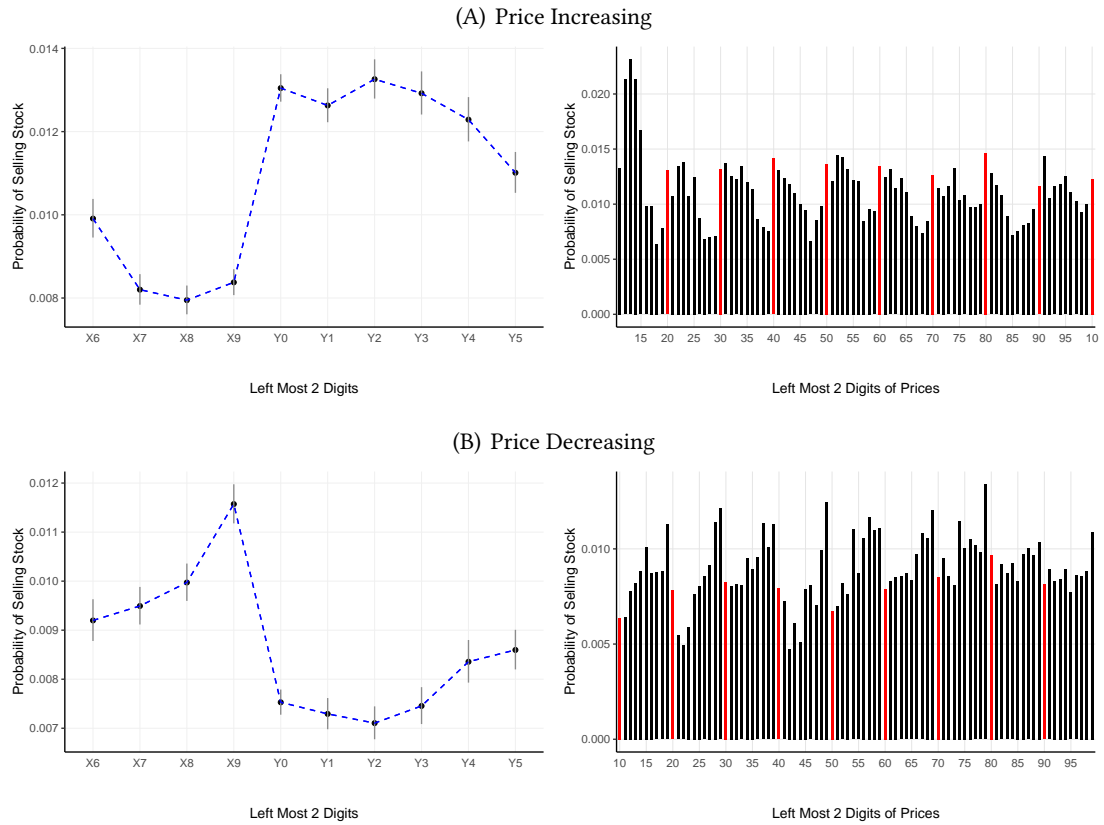 (A) Price Increasing
Probability of Selling Stock
0.014
0.012
0.010
0.008
X6 X7 X8 X9 Y0 Y1 Y2 Y3 Y4 Y5
Left Most 2 Digits
Probability of Selling Stock
0.020
0.015
0.010
0.005
0.000
15 20 25 30 35 40 45 50 55 60 65 70 75 80 85 90 95 10
Left Most 2 Digits of Prices
(B) Price Decreasing
Probability of Selling Stock
0.012
0.011
0.010
0.009
0.008
0.007
X6 X7 X8 X9 Y0 Y1 Y2 Y3 Y4 Y5
Left Most 2 Digits
Probability of Selling Stock
0.010
0.005
0.000
10 15 20 25 30 35 40 45 50 55 60 65 70 75 80 85 90 95
Left Most 2 Digits of Prices